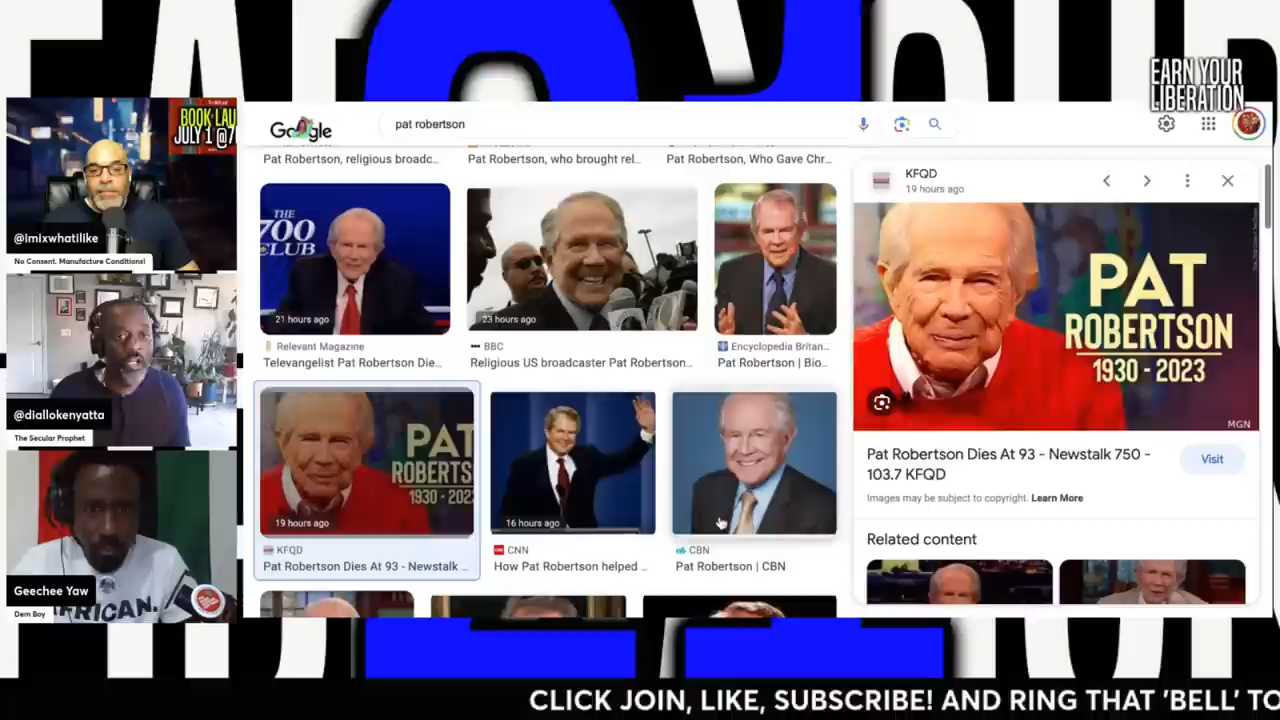 EARN YOUR
LIBERATION
BOOK LAU
JULY 1 @7
@imixwhatilike
No Consent. Manufacture Conditions!
@diallokenyatta
The Secular Prophet
AFRICAN.
Geechee Yaw
Dem Boy
Google
pat robertson
Pat Robertson, religious broadc...
Pat Robertson, who brought rel...
Pat Robertson, Who Gave Chr...
THE
700
CLUB
21 hours ago
23 hours ago
Relevant Magazine
Televangelist Pat Robertson Die...
BBC
Religious US broadcaster Pat Robertson...
Encyclopedia Britan...
Pat Robertson | Bio...
PAT
ROBERTS
1930 - 2023
19 hours ago
16 hours ago
KFQD
Pat Robertson Dies At 93 - Newstalk ...
CNN
How Pat Robertson helped ...
CBN
Pat Robertson | CBN
KFQD
19 hours ago
PAT
ROBERTSON
1930 - 2023
MGN
Pat Robertson Dies At 93 - Newstalk 750 -
103.7 KFQD
Visit
Images may be subject to copyright. Learn More
Related content
CLICK JOIN, LIKE, SUBSCRIBE! AND RING THAT 'BELL' TO